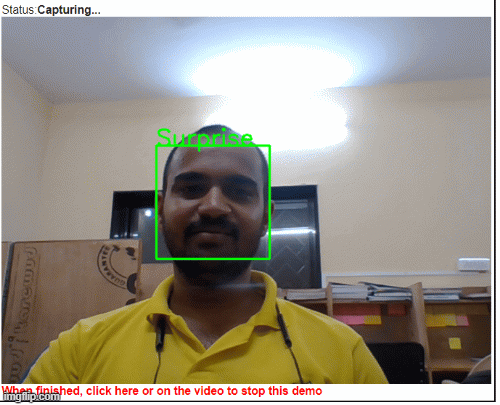 Status:Capturing...
Surprise
When finished, click here or on the video to stop this demo
imgflip.com